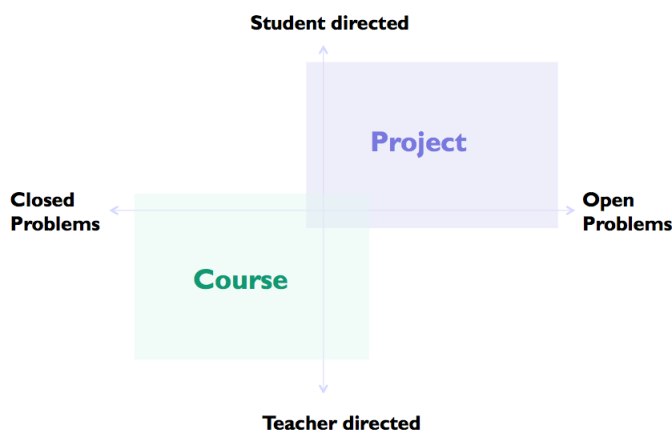 Student directed
Project
Closed
Problems
Open
Problems
Course
Teacher directed